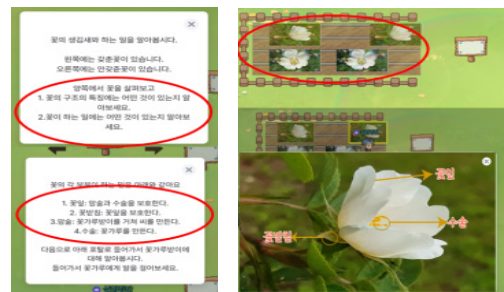 꽃의 생김새와 하는 일을 알아봅시다.
왼쪽에는 갖춘꽃이 있습니다.
오른쪽에는 안갖춘꽃이 있습니다.
양쪽에서 꽃을 살펴보고
1. 꽃의 구조의 특징에는 어떤 것이 있는지 알
아보세요.
2.꽃이 하는 일에는 어떤 것이 있는지 알아보
세요.
꽃의 각 부분이 하는 일은 아래와 같아요
1. 꽃잎: 암술과 수술을 보호한다.
2. 꽃받침: 꽃잎을 보호한다.
3.암술: 꽃가루받이를 거쳐 씨를 만든다.
4.수술: 꽃가루를 만든다.
다음으로 아래 포탈로 들어가서 꽃가루받이에
대해 알아봅시다.
들어가서 꽃가루에게 말을 걸어보세요.
꽃잎
수술
꽃받침